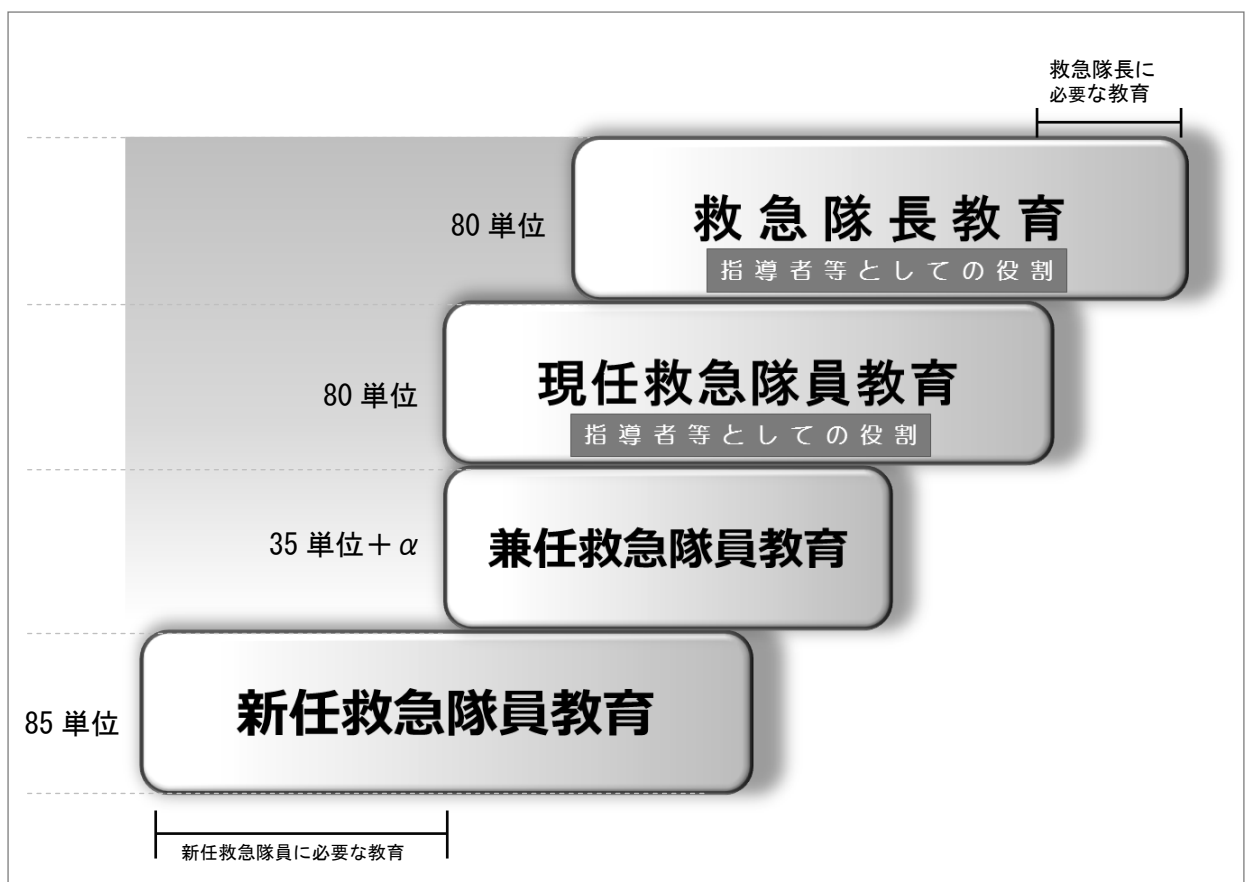 救急隊長に
必要な教育
80 単位
救急隊長教育
指導者等としての役割
80 単位
現任救急隊員教育
指導者等としての役割
35 単位＋α
兼任救急隊員教育
85 単位
新任救急隊員教育
新任救急隊員に必要な教育